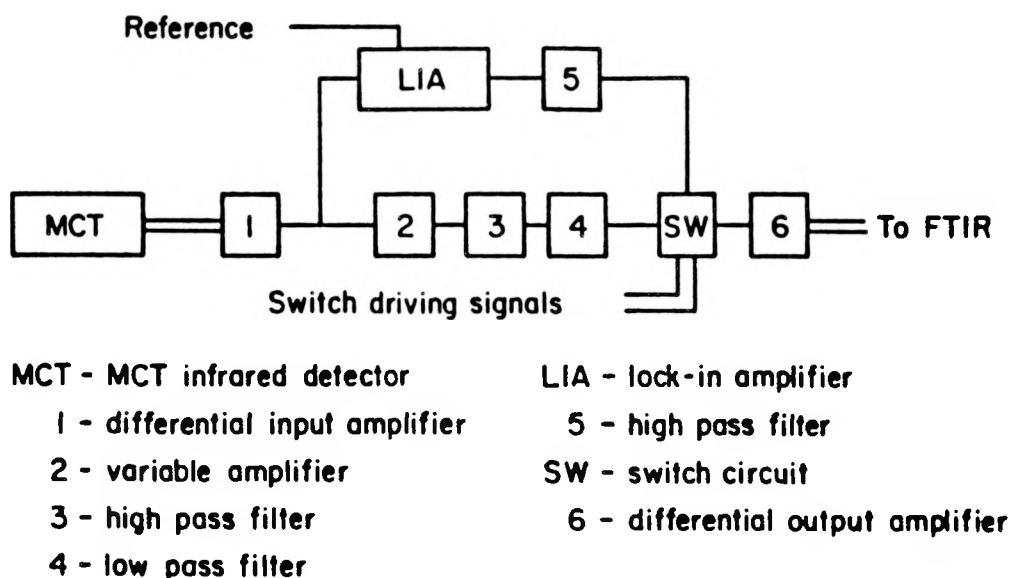 Reference
LIA
5
MCT
1
2
3
4
SW
6
To FTIR
Switch driving signals
MCT - MCT infrared detector
1 - differential input amplifier
2 - variable amplifier
3 - high pass filter
4 - low pass filter
LIA - lock-in amplifier
5 - high pass filter
SW - switch circuit
6 - differential output amplifier